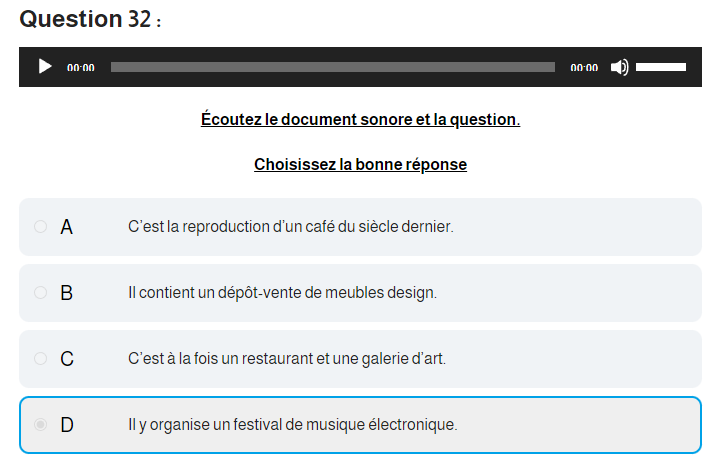 Question 32 :
00:00 00:00
Écoutez le document sonore et la question.
Choisissez la bonne réponse
A C'est la reproduction d'un café du siècle dernier.
B Il contient un dépôt-vente de meubles design.
C C'est à la fois un restaurant et une galerie d'art.
D Il y organise un festival de musique électronique.